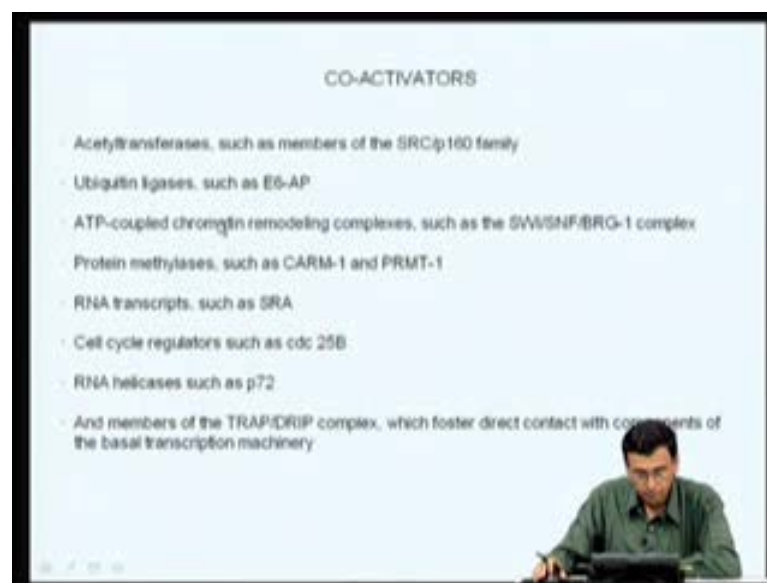 CO-ACTIVATORS
Acetyltransferases, such as members of the SRC/p160 family
Ubiquitin ligases, such as E6-AP
ATP-coupled chromatin remodeling complexes, such as the SWI/SNF/BRG-1 complex
Protein methylases, such as CARM-1 and PRMT-1
RNA transcripts, such as SRA
Cell cycle regulators such as cdc 25B
RNA helicases such as p72
And members of the TRAP/DRIP complex, which foster direct contact with components of
the basal transcription machinery